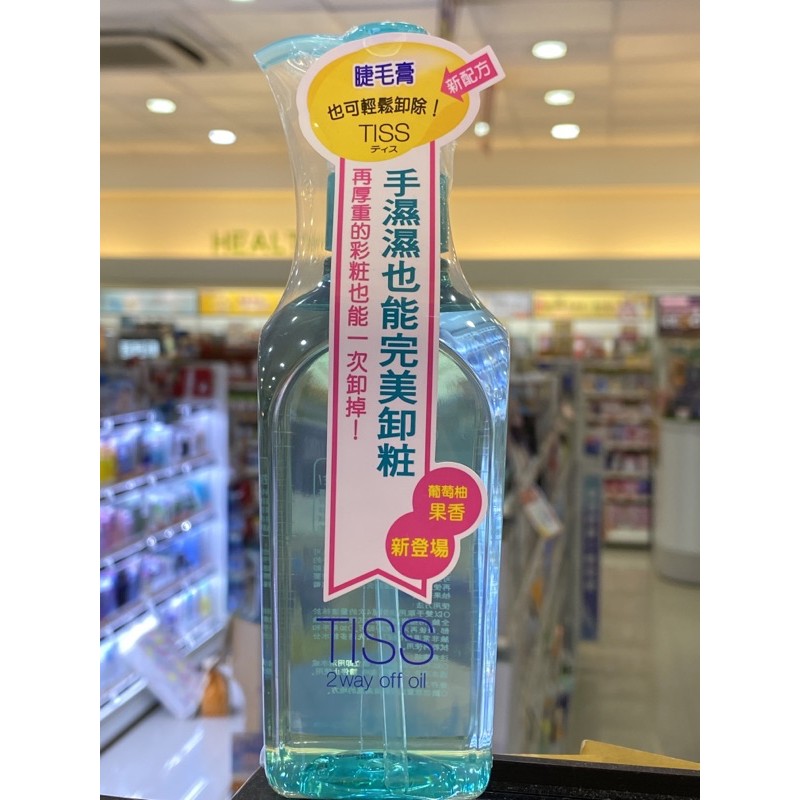 睫毛膏
新配方
也可輕鬆卸除！
TISS
ティス
手濕濕也能完美卸粧
再厚重的彩粧也能一次卸掉！
葡萄柚
果香
新登場
TISS
2way off oil
HEALTH